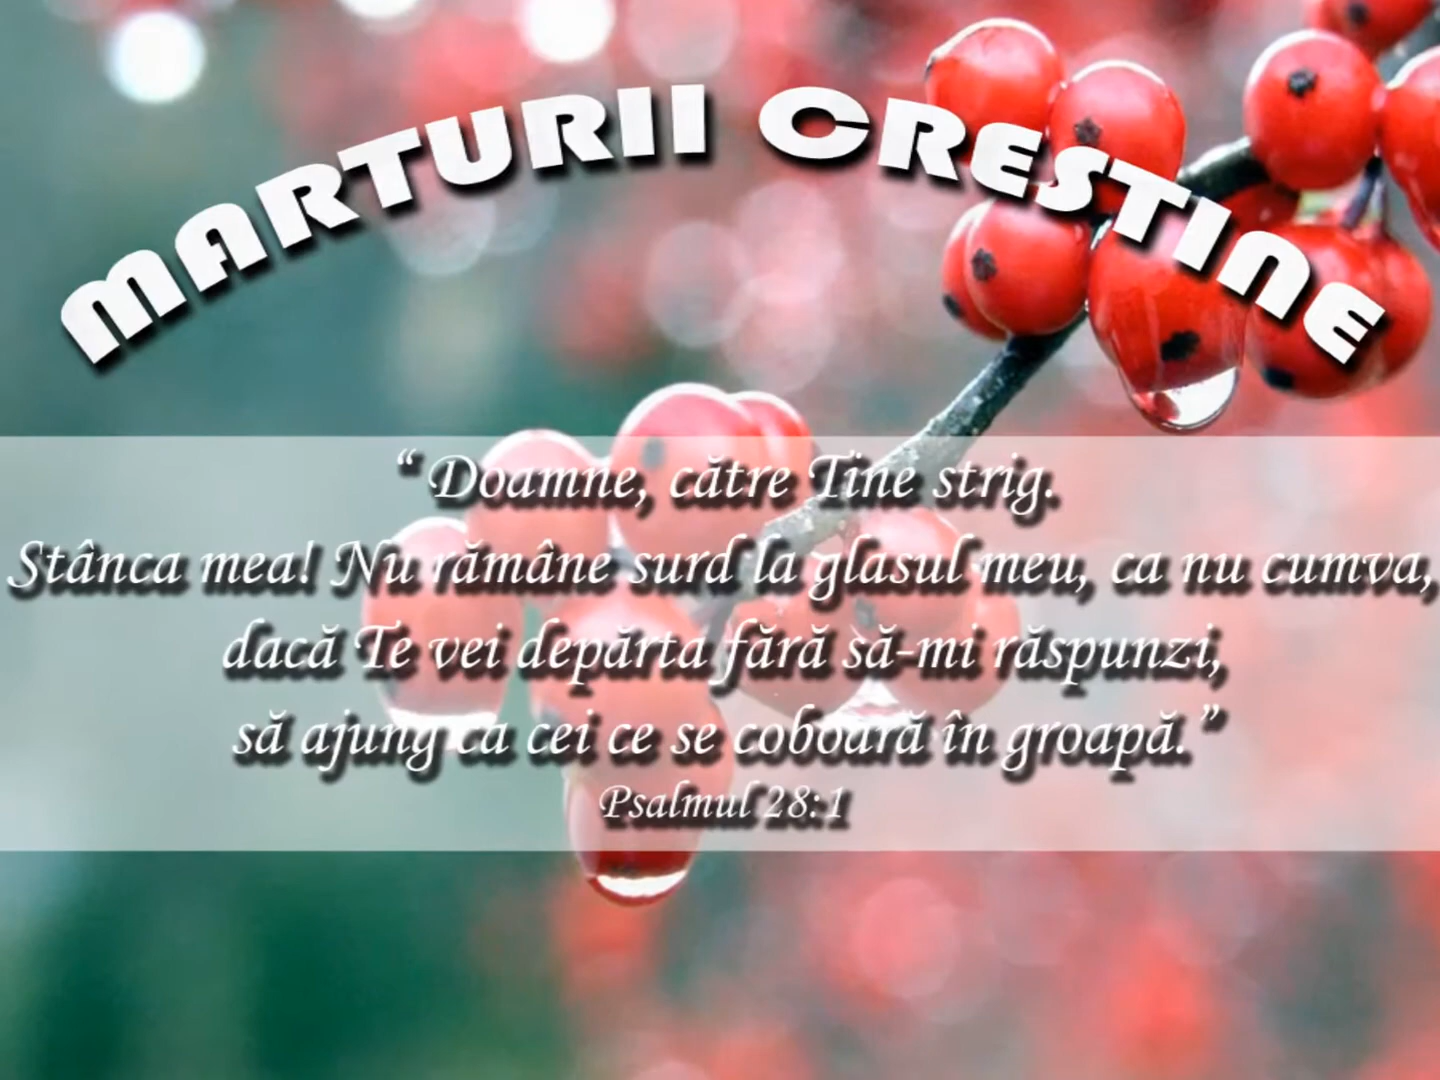 MARTURII CRESTINE
“ Doamne, către Tine strig.
Stânca mea! Nu rămâne surd la glasul meu, ca nu cumva,
dacă Te vei depărta fără să-mi răspunzi,
să ajung ca cei ce se coboară în groapă.”
Psalmul 28:1